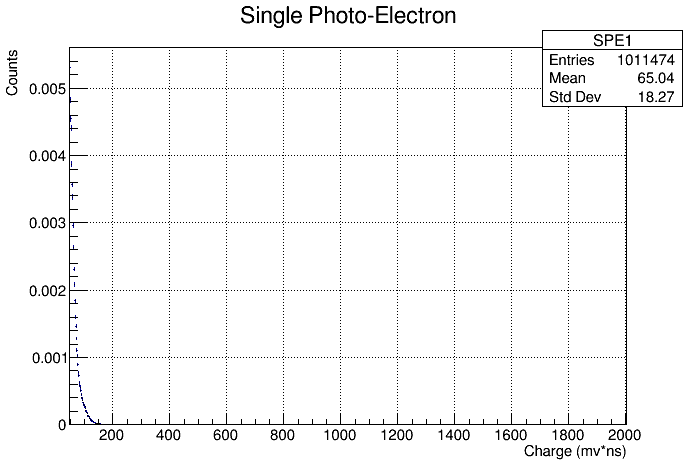 Single Photo-Electron
SPE1
Entries 1011474
Mean 65.04
Std Dev 18.27
Counts
0.005
0.004
0.003
0.002
0.001
0
200 400 600 800 1000 1200 1400 1600 1800 2000
Charge (mv*ns)